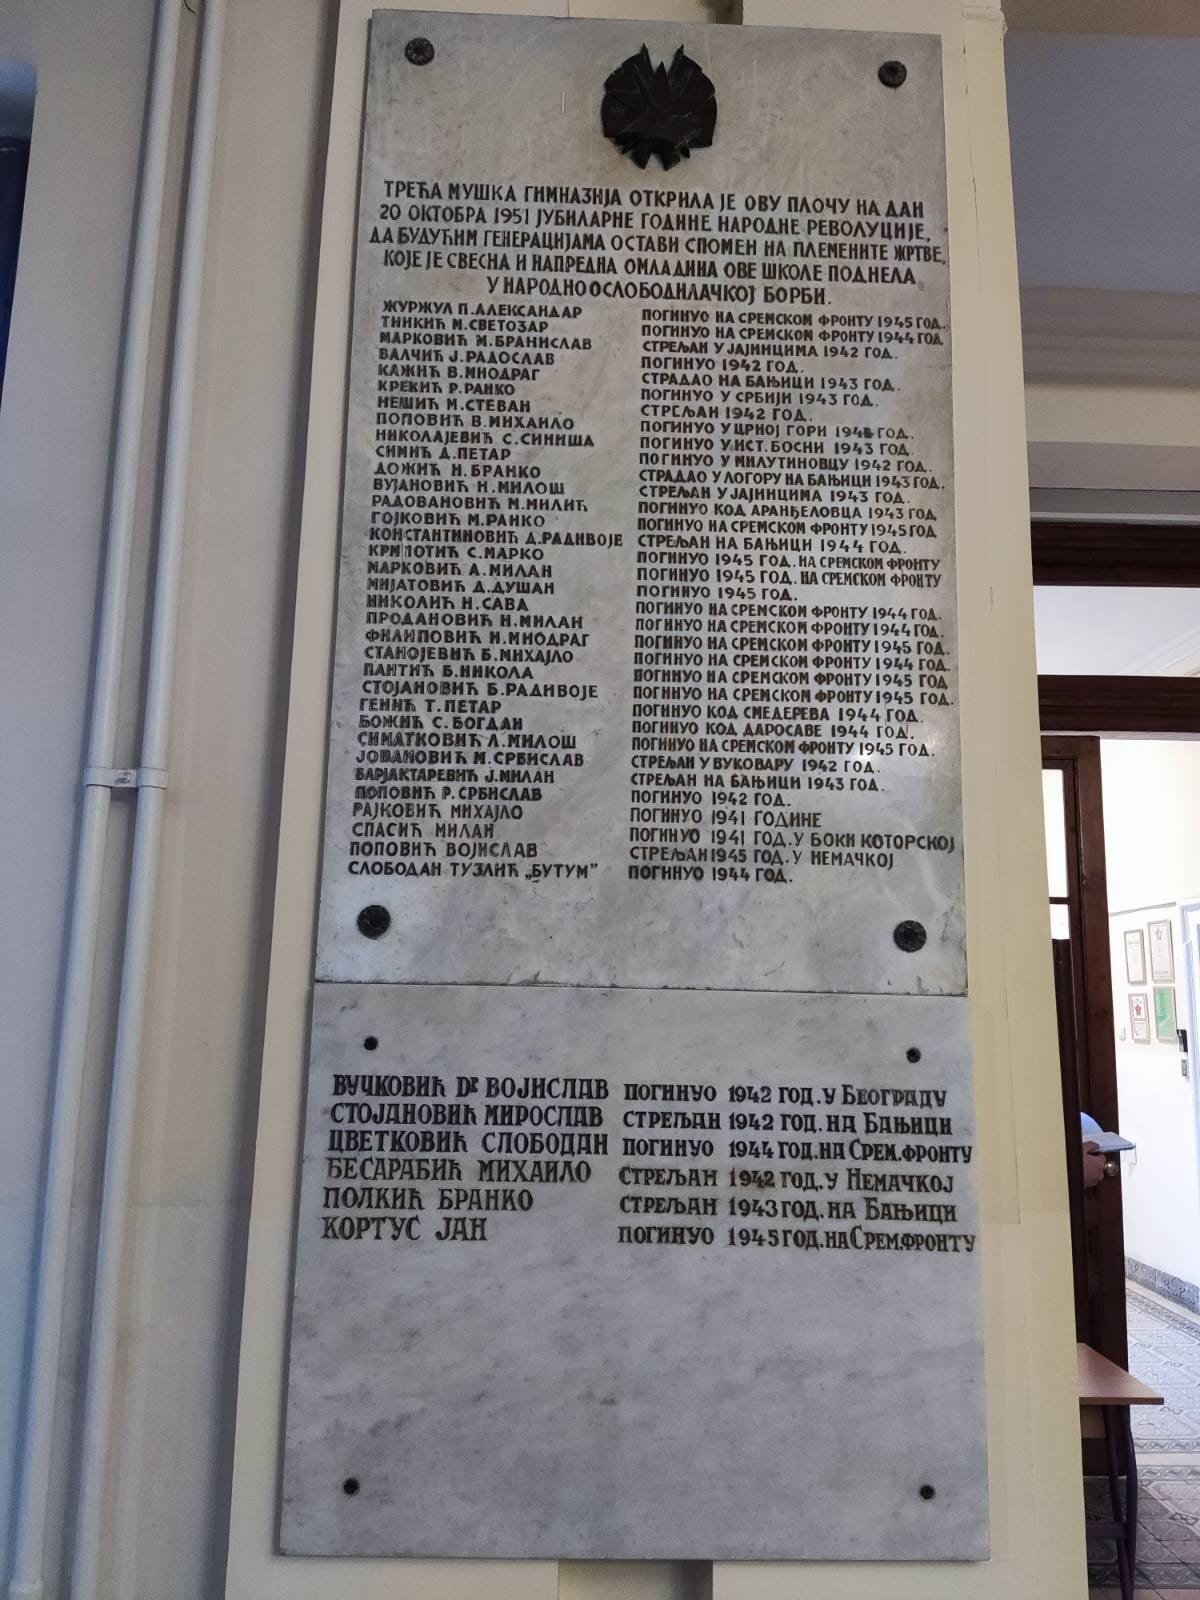 ТРЕЋА МУШКА ГИМНАЗИЈА ОТКРИЛА ЈЕ ОВУ ПЛОЧУ НА ДАН
20 ОКТОБРА 1951 ЈУБИЛАРНЕ ГОДИНЕ НАРОДНЕ РЕВОЛУЦИЈЕ,
ДА БУДУЋИМ ГЕНЕРАЦИЈАМА ОСТАВИ СПОМЕН НА ПЛЕМЕНИТЕ ЖРТВЕ,
КОЈЕ ЈЕ СВЕСНА И НАПРЕДНА ОМЛАДИНА ОВЕ ШКОЛЕ ПОДНЕЛА
У НАРОДНООСЛОБОДИЛАЧКОЈ БОРБИ.
ЖУРЖУЛ П. АЛЕКСАНДАР ПОГИНУО НА СРЕМСКОМ ФРОНТУ 1945 ГОД.
ТНИКИЋ М. СВЕТОЗАР ПОГИНУО НА СРЕМСКОМ ФРОНТУ 1944 ГОД.
МАРКОВИЋ М. БРАНИСЛАВ СТРЕЉАН У ЈАЈИНЦИМА 1942 ГОД.
ВАЛЧИЋ Ј. РАДОСЛАВ ПОГИНУО 1942 ГОД.
КАЖИЋ В. МИОДРАГ СТРАДАО НА БАЊИЦИ 1943 ГОД.
КРЕКИЋ Р. РАНКО ПОГИНУО У СРБИЈИ 1943 ГОД.
НЕШИЋ М. СТЕВАН СТРЕЉАН 1942 ГОД.
ПОПОВИЋ В. МИХАИЛО ПОГИНУО У ЦРНОЈ ГОРИ ГОД.
НИКОЛАЈЕВИЋ С. СИНИША ПОГИНУО У ИСТ. БОСНИ 1943 ГОД.
СИМИЋ Д. ПЕТАР ПОГИНУО У МИЛУТИНОВЦУ 1942 ГОД.
ДОЖИЋ Н. БРАНКО СТРАДАО У ЛОГОРУ НА БАЊИЦИ 1943 ГОД.
ВУЈАНОВИЋ Н. МИЛОШ СТРЕЉАН У ЈАЈИНЦИМА 1943 ГОД.
РАДОВАНОВИЋ М. МИЛИЋ ПОГИНУО КОД АРАНЂЕЛОВЦА 1943 ГОД
ГОЈКОВИЋ М. РАНКО ПОГИНУО НА СРЕМСКОМ ФРОНТУ 1945 ГОД
КОНСТАНТИНОВИЋ Д. РАДИВОЈЕ СТРЕЉАН НА БАЊИЦИ 1944 ГОД.
КРМПОТИЋ С. МАРКО ПОГИНУО 1945 ГОД. НА СРЕМСКОМ ФРОНТУ
МАРКОВИЋ А. МИЛАН ПОГИНУО 1945 ГОД. НА СРЕМСКОМ ФРОНТУ
МИЈАТОВИЋ Д. ДУШАН ПОГИНУО 1945 ГОД.
НИКОЛИЋ Н. САВА ПОГИНУО НА СРЕМСКОМ ФРОНТУ 1944 ГОД.
ПРОДАНОВИЋ Н. МИЛАН ПОГИНУО НА СРЕМСКОМ ФРОНТУ 1944 ГОД.
ФИЛИПОВИЋ Н. МИОДРАГ ПОГИНУО НА СРЕМСКОМ ФРОНТУ 1945 ГОД.
СТАНОЈЕВИЋ Б. МИХАЈЛО ПОГИНУО НА СРЕМСКОМ ФРОНТУ 1944 ГОД.
ПАНТИЋ Б. НИКОЛА ПОГИНУО НА СРЕМСКОМ ФРОНТУ 1945 ГОД
СТОЈАНОВИЋ Б. РАДИВОЈЕ ПОГИНУО НА СРЕМСКОМ ФРОНТУ 1945 ГОД.
ГЕНИЋ Т. ПЕТАР ПОГИНУО КОД СМЕДЕРЕВА 1944 ГОД.
БОЖИЋ С. БОГДАН ПОГИНУО КОД ДАРОСАВЕ 1944 ГОД.
СИМАТКОВИЋ Л. МИЛОШ ПОГИНУО НА СРЕМСКОМ ФРОНТУ 1945 ГОД.
ЈОВАНОВИЋ М. СРБИСЛАВ СТРЕЉАН У ВУКОВАРУ 1942 ГОД.
БАРЈАКТАРЕВИЋ Ј. МИЛАН СТРЕЉАН НА БАЊИЦИ 1943 ГОД.
ПОПОВИЋ Р. СРБИСЛАВ ПОГИНУО 1942 ГОД.
РАЈКОВИЋ МИХАЈЛО ПОГИНУО 1941 ГОДИНЕ
СПАСИЋ МИЛАН ПОГИНУО 1941 ГОД. У БОКИ КОТОРСКОЈ
ПОПОВИЋ ВОЈИСЛАВ СТРЕЉАН 1945 ГОД. У НЕМАЧКОЈ
СЛОБОДАН ТУЗЛИЋ „БУТУМ” ПОГИНУО 1944 ГОД.
ВУЧКОВИЋ DR ВОЈИСЛАВ ПОГИНУО 1942 ГОД. У БЕОГРАДУ
СТОЈАНОВИЋ МИРОСЛАВ СТРЕЉАН 1942 ГОД. НА БАЊИЦИ
ЦВЕТКОВИЋ СЛОБОДАН ПОГИНУО 1944 ГОД. НА СРЕМ. ФРОНТУ
БЕСАРАБИЋ МИХАИЛО СТРЕЉАН 1942 ГОД. У НЕМАЧКОЈ
ПОЛКИЋ БРАНКО СТРЕЉАН 1943 ГОД. НА БАЊИЦИ
КОРТУС ЈАН ПОГИНУО 1945 ГОД. НА СРЕМ. ФРОНТУ